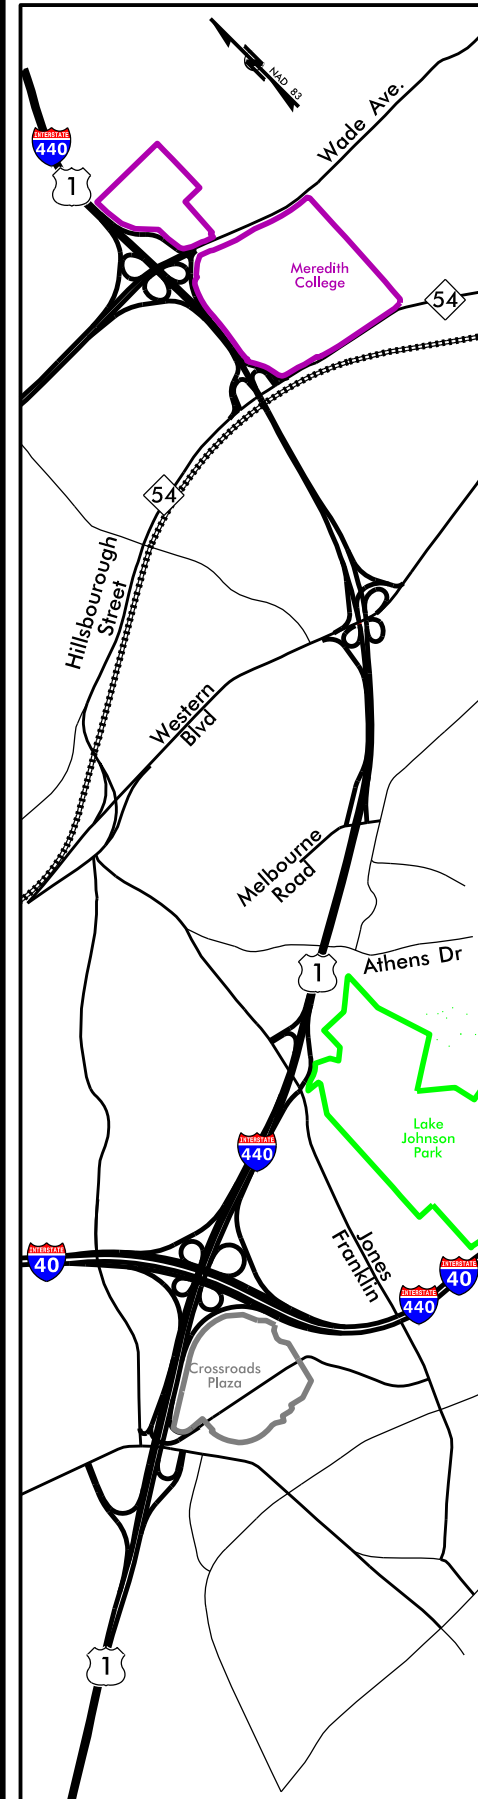 NAD 83
Wade Ave.
INTERSTATE
440
1
Meredith
College
54
54
Hillsbourough
Street
Western
Blvd
Melbourne
Road
Athens Dr
1
Lake
Johnson
Park
INTERSTATE
440
Jones
Franklin
INTERSTATE
40
INTERSTATE
40
INTERSTATE
440
Crossroads
Plaza
1